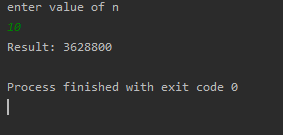 enter value of n
10
Result: 3628800
Process finished with exit code 0